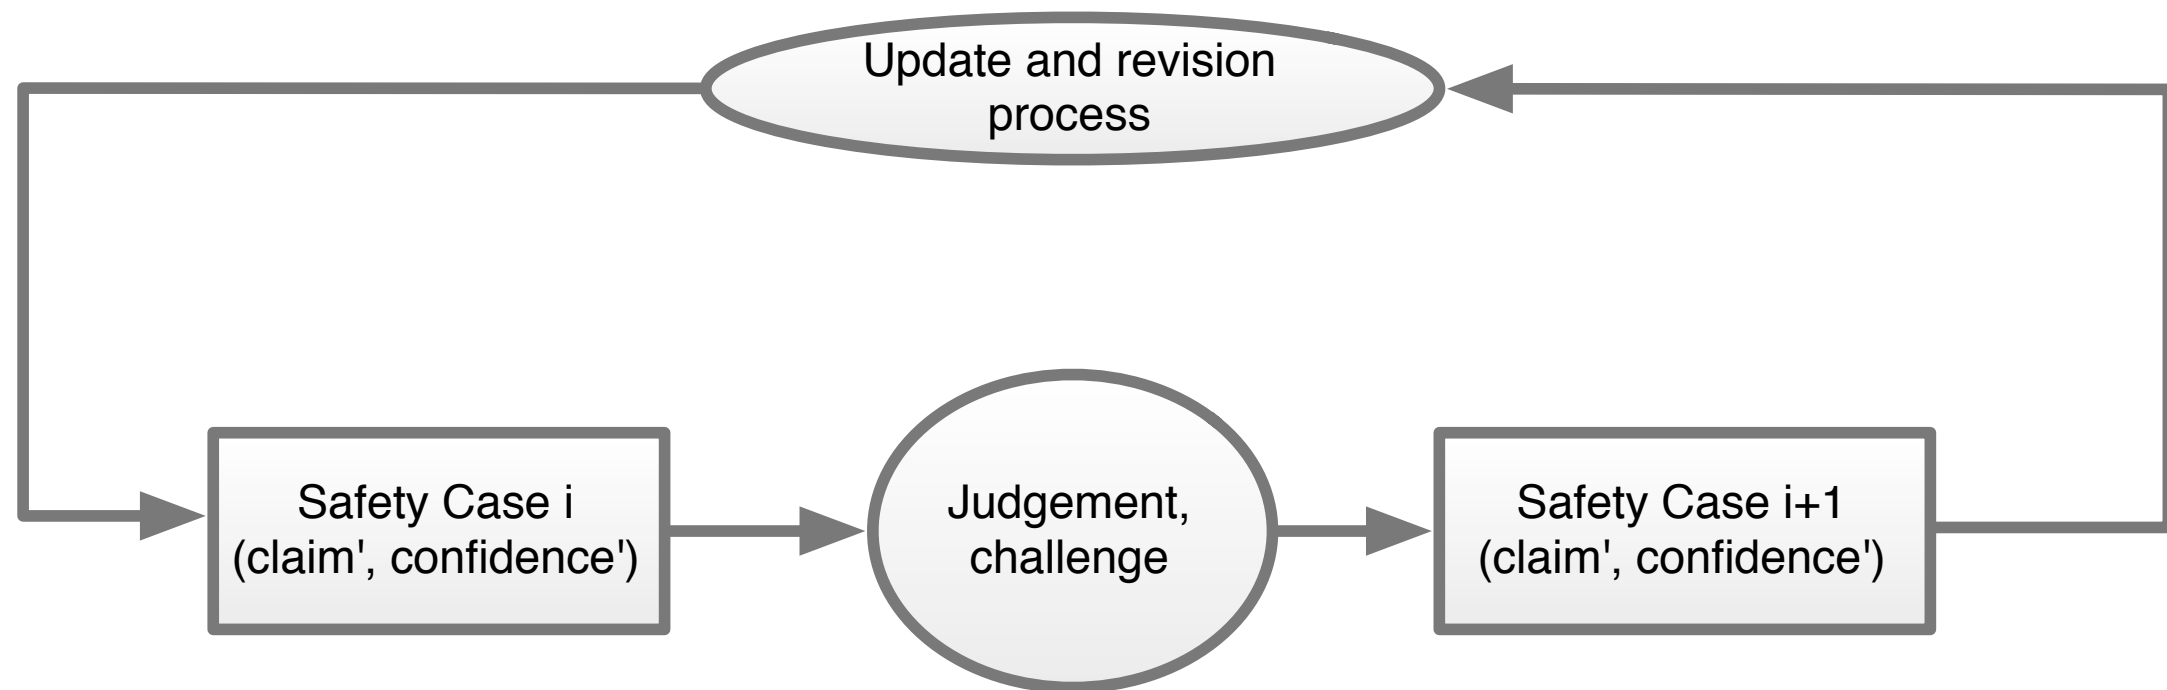 Update and revision
process
Safety Case i
(claim', confidence')
Judgement,
challenge
Safety Case i+1
(claim', confidence')